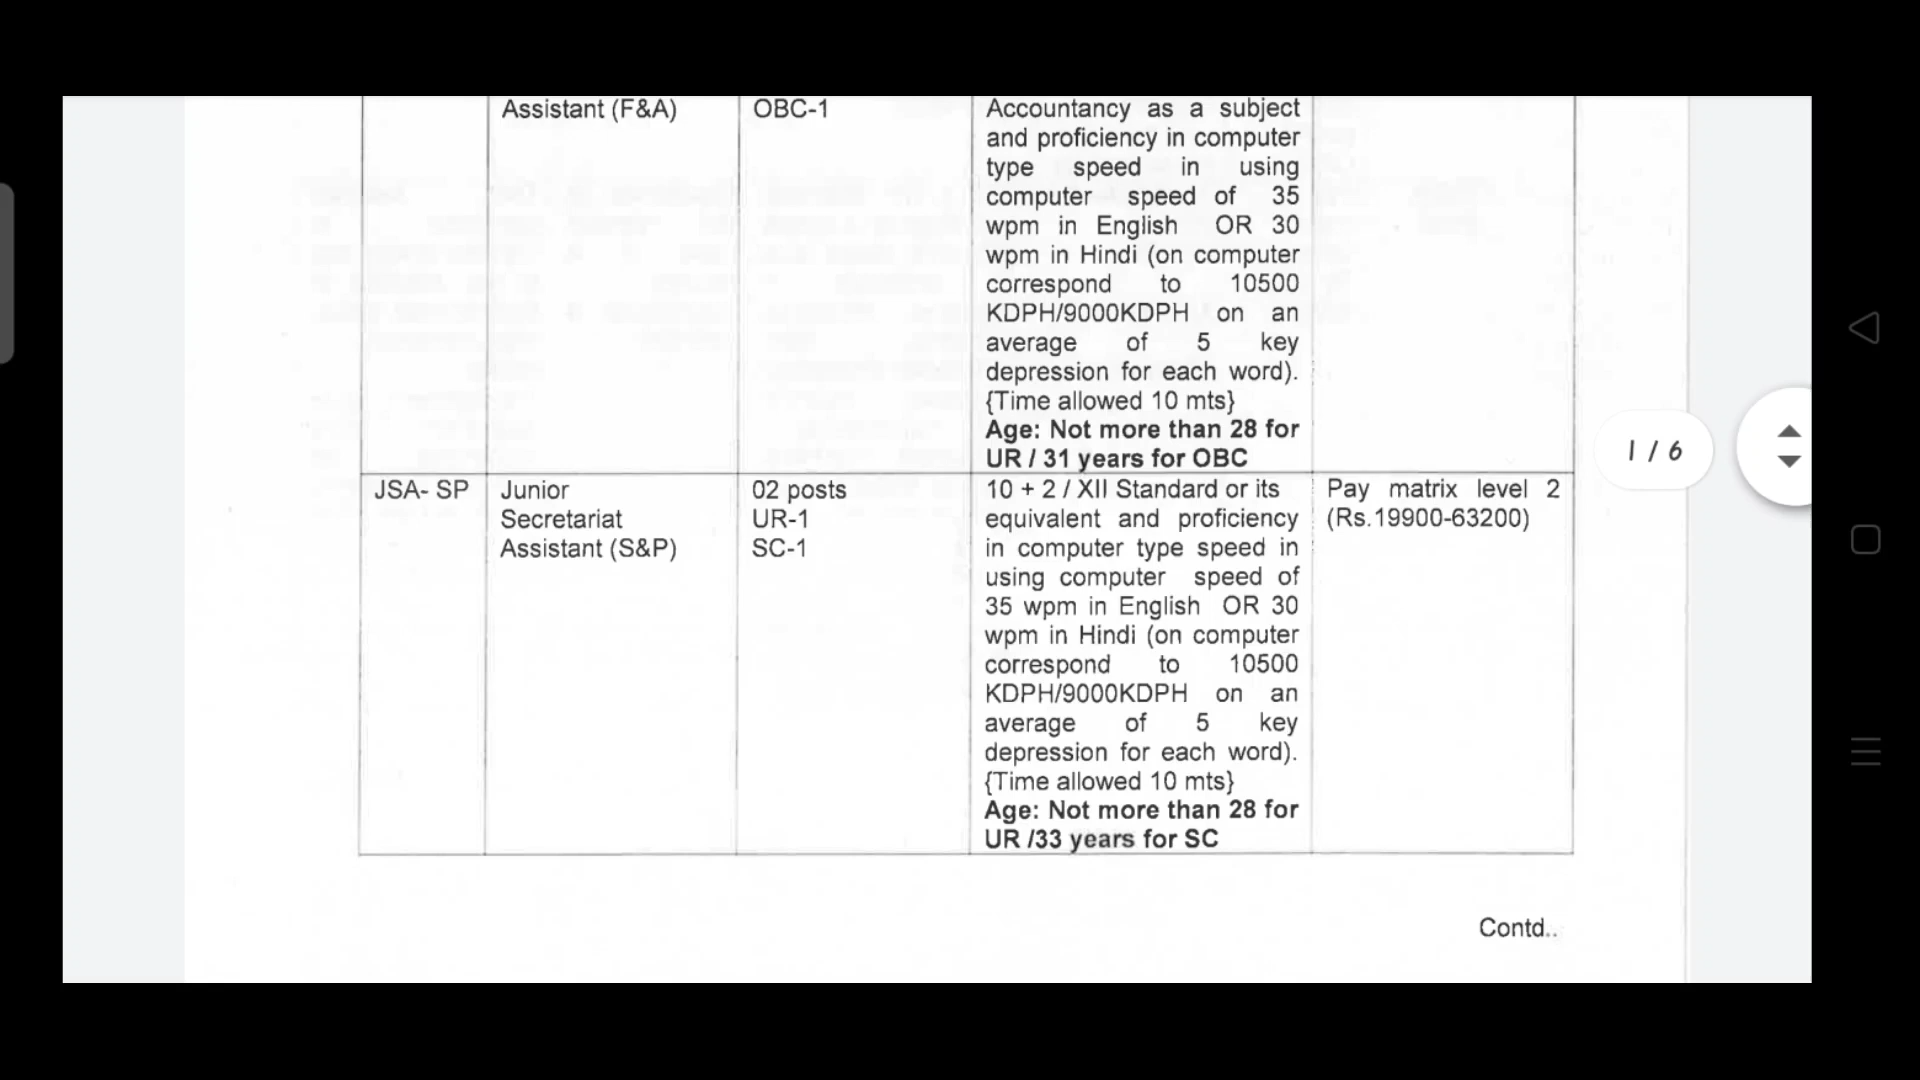 Assistant (F&A)
OBC-1
Accountancy as a subject
and proficiency in computer
type speed in using
computer speed of 35
wpm in English OR 30
wpm in Hindi (on computer
correspond to 10500
KDPH/9000KDPH on an
average of 5 key
depression for each word).
{Time allowed 10 mts}
Age: Not more than 28 for
UR / 31 years for OBC
JSA- SP
Junior
Secretariat
Assistant (S&P)
02 posts
UR-1
SC-1
10 + 2 / XII Standard or its
equivalent and proficiency
in computer type speed in
using computer speed of
35 wpm in English OR 30
wpm in Hindi (on computer
correspond to 10500
KDPH/9000KDPH on an
average of 5 key
depression for each word).
{Time allowed 10 mts}
Age: Not more than 28 for
UR /33 years for SC
Pay matrix level 2
(Rs.19900-63200)
1 / 6
Contd..